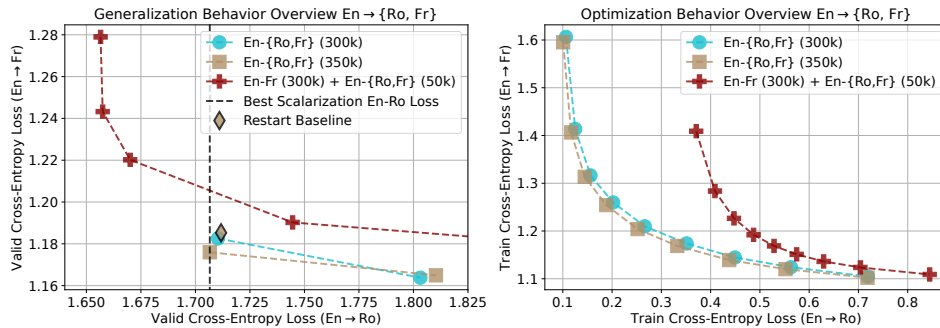 Generalization Behavior Overview En→{Ro, Fr}
Valid Cross-Entropy Loss (En→Fr)
1.28
1.26
1.24
1.22
1.20
1.18
1.16
En-{Ro,Fr} (300k)
En-{Ro,Fr} (350k)
En-Fr (300k) + En-{Ro,Fr} (50k)
Best Scalarization En-Ro Loss
Restart Baseline
1.650 1.675 1.700 1.725 1.750 1.775 1.800 1.825
Valid Cross-Entropy Loss (En→Ro)
Optimization Behavior Overview En→{Ro, Fr}
Train Cross-Entropy Loss (En→Fr)
1.6
1.5
1.4
1.3
1.2
1.1
En-{Ro,Fr} (300k)
En-{Ro,Fr} (350k)
En-Fr (300k) + En-{Ro,Fr} (50k)
0.1 0.2 0.3 0.4 0.5 0.6 0.7 0.8
Train Cross-Entropy Loss (En→Ro)